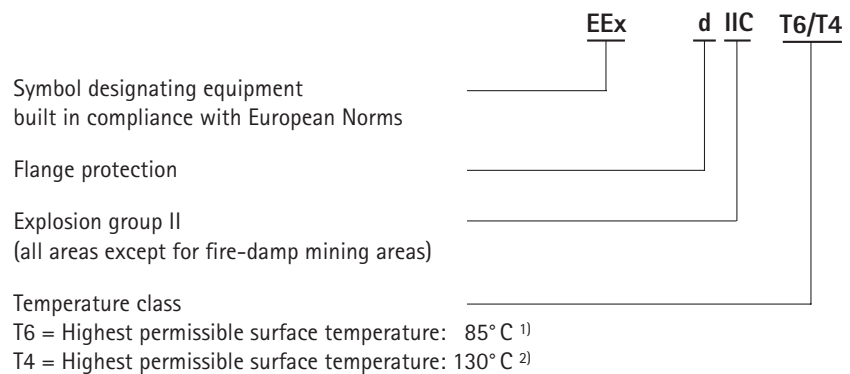 EEx d IIC T6/T4
Symbol designating equipment
built in compliance with European Norms
Flange protection
Explosion group II
(all areas except for fire-damp mining areas)
Temperature class
T6 = Highest permissible surface temperature: 85° C 1)
T4 = Highest permissible surface temperature: 130° C 2)